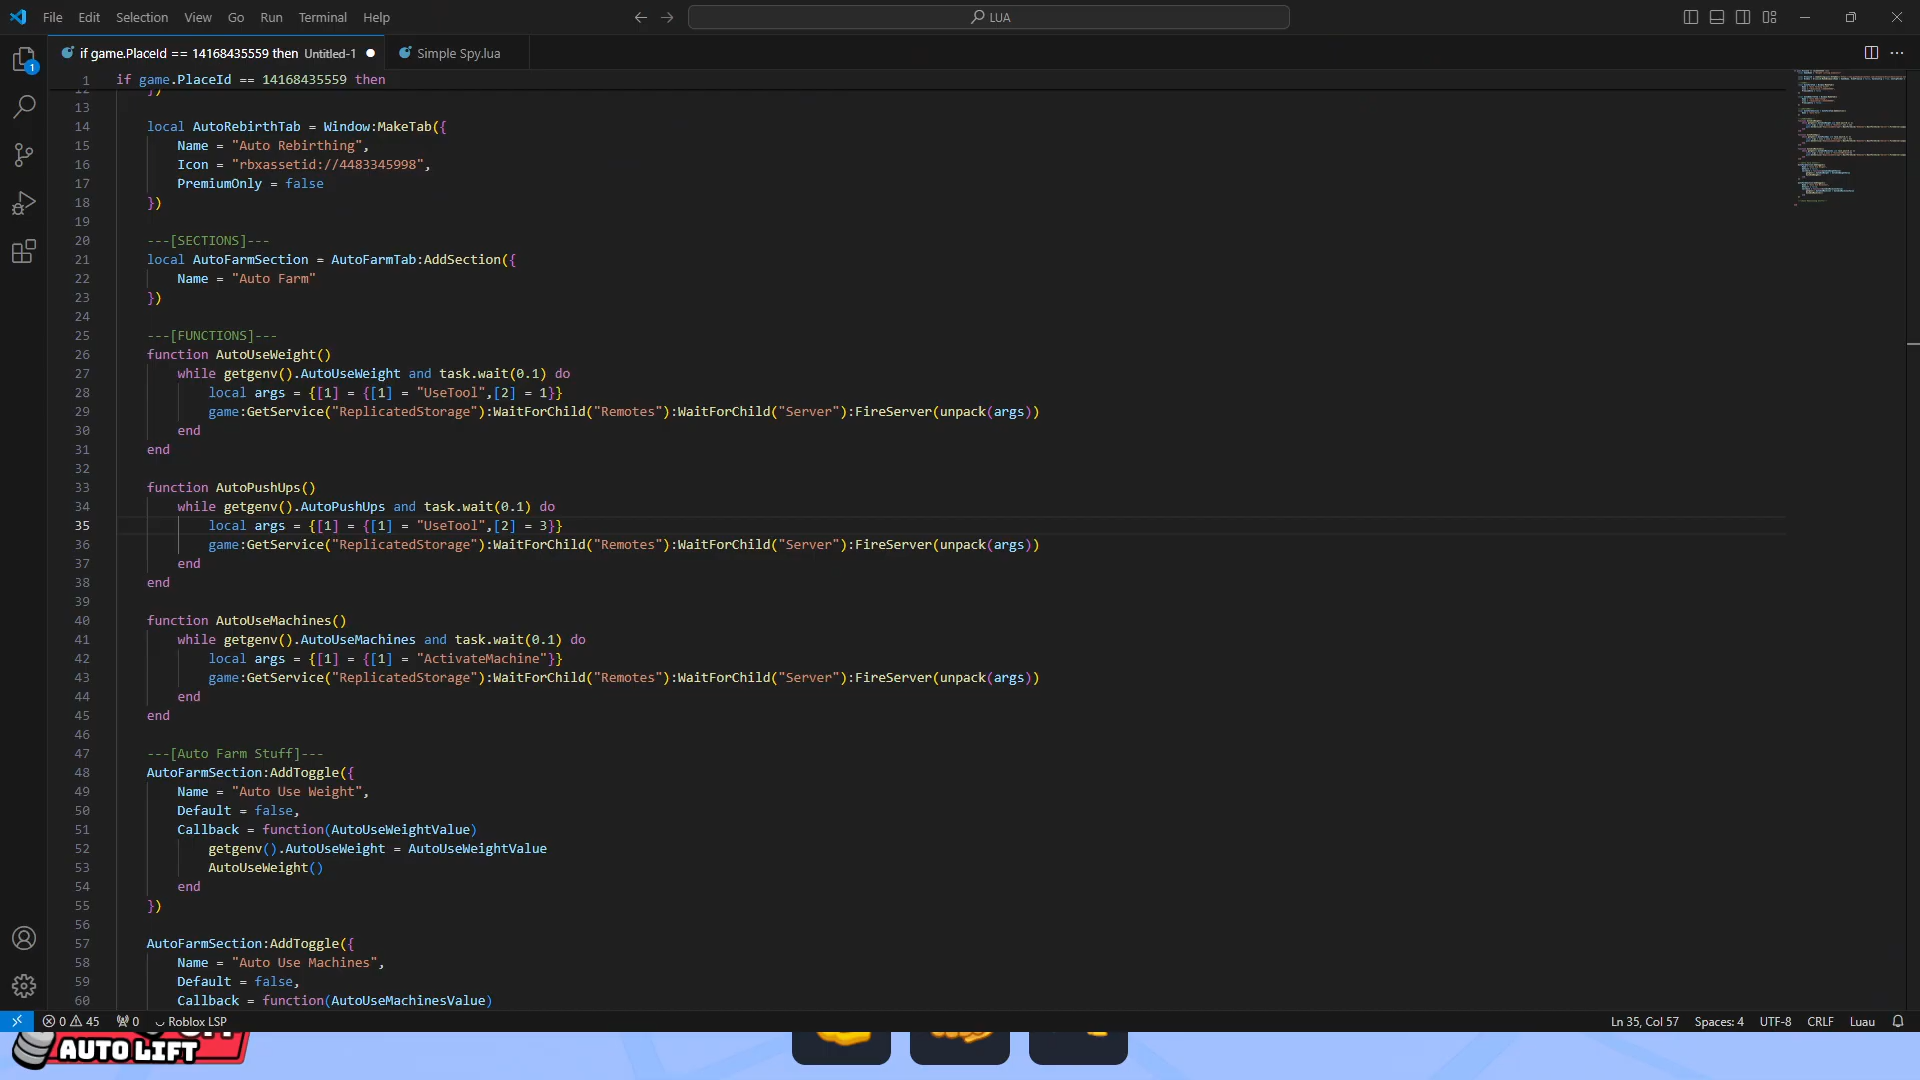 File Edit Selection View Go Run Terminal Help
LUA
if game.PlaceId == 14168435559 then Untitled-1
Simple Spy.lua
1
1 if game.PlaceId == 14168435559 then
12 })
13
14 local AutoRebirthTab = Window:MakeTab({
15 Name = "Auto Rebirthing",
16 Icon = "rbxassetid://4483345998",
17 PremiumOnly = false
18 })
19
20 ---[SECTIONS]---
21 local AutoFarmSection = AutoFarmTab:AddSection({
22 Name = "Auto Farm"
23 })
24
25 ---[FUNCTIONS]---
26 function AutoUseWeight()
27 while getgenv().AutoUseWeight and task.wait(0.1) do
28 local args = {[1] = {[1] = "UseTool",[2] = 1}}
29 game:GetService("ReplicatedStorage"):WaitForChild("Remotes"):WaitForChild("Server"):FireServer(unpack(args))
30 end
31 end
32
33 function AutoPushUps()
34 while getgenv().AutoPushUps and task.wait(0.1) do
35 local args = {[1] = {[1] = "UseTool",[2] = 3}}
36 game:GetService("ReplicatedStorage"):WaitForChild("Remotes"):WaitForChild("Server"):FireServer(unpack(args))
37 end
38 end
39
40 function AutoUseMachines()
41 while getgenv().AutoUseMachines and task.wait(0.1) do
42 local args = {[1] = {[1] = "ActivateMachine"}}
43 game:GetService("ReplicatedStorage"):WaitForChild("Remotes"):WaitForChild("Server"):FireServer(unpack(args))
44 end
45 end
46
47 ---[Auto Farm Stuff]---
48 AutoFarmSection:AddToggle({
49 Name = "Auto Use Weight",
50 Default = false,
51 Callback = function(AutoUseWeightValue)
52 getgenv().AutoUseWeight = AutoUseWeightValue
53 AutoUseWeight()
54 end
55 })
56
57 AutoFarmSection:AddToggle({
58 Name = "Auto Use Machines",
59 Default = false,
60 Callback = function(AutoUseMachinesValue)
0 45 0 Roblox LSP Ln 35, Col 57 Spaces: 4 UTF-8 CRLF Luau
AUTO LIFT